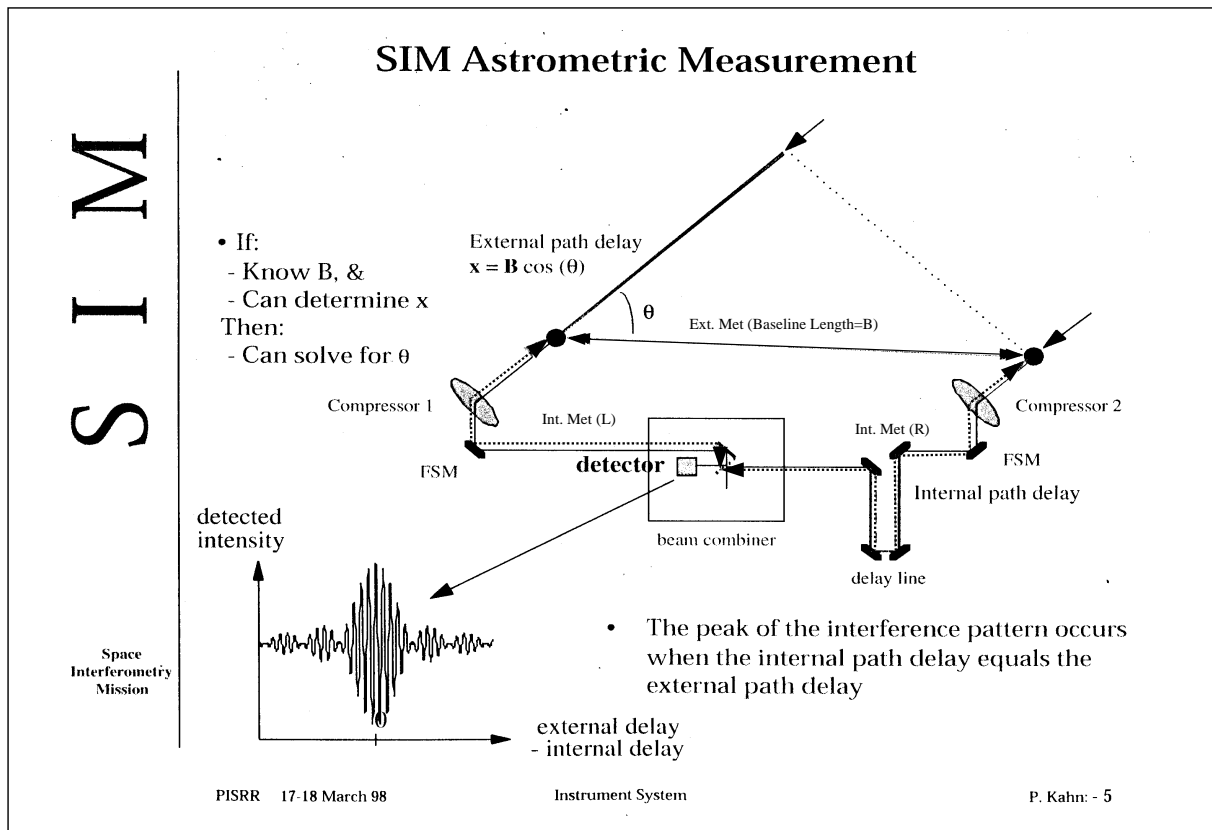 SIM Astrometric Measurement
S I M
• If:
- Know B, &
- Can determine x
Then:
- Can solve for θ
External path delay
x = B cos (θ)
θ
Ext. Met (Baseline Length=B)
Compressor 1
Compressor 2
Int. Met (L)
Int. Met (R)
FSM
detector
FSM
Internal path delay
beam combiner
delay line
detected
intensity
0
external delay
- internal delay
• The peak of the interference pattern occurs
when the internal path delay equals the
external path delay
Space
Interferometry
Mission
PISRR 17-18 March 98
Instrument System
P. Kahn: - 5